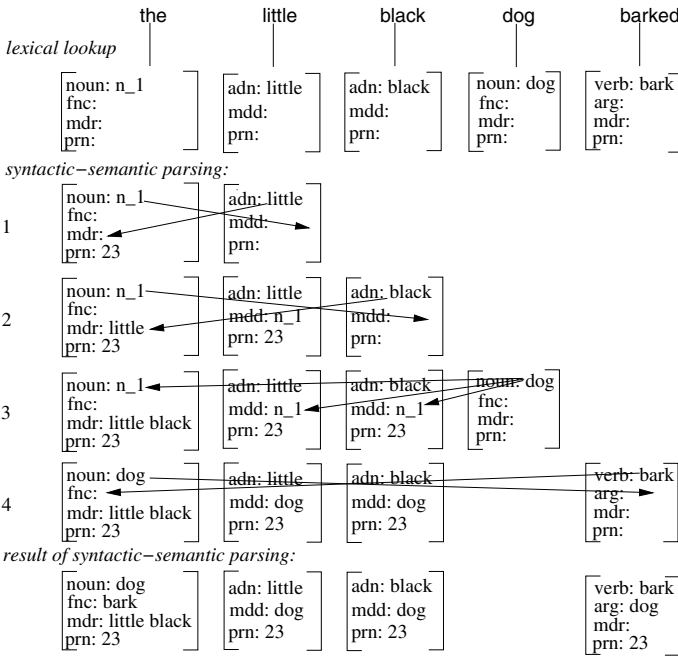 the little black dog barked
lexical lookup
noun: n_1 adn: little adn: black noun: dog verb: bark
fnc: mdd: mdd: fnc: arg:
mdr: prn: prn: mdr: mdr:
prn: prn: prn:
syntactic−semantic parsing:
noun: n_1 adn: little
fnc: mdd:
1 mdr: prn:
prn: 23
noun: n_1 adn: little adn: black
fnc: mdd: n_1 mdd:
2 mdr: little prn: 23 prn:
prn: 23
noun: n_1 adn: little adn: black noun: dog
fnc: mdd: n_1 mdd: n_1 fnc:
3 mdr: little black prn: 23 prn: 23 mdr:
prn: 23 prn:
noun: dog adn: little adn: black verb: bark
fnc: mdd: dog mdd: dog arg:
4 mdr: little black prn: 23 prn: 23 mdr:
prn: 23 prn:
result of syntactic−semantic parsing:
noun: dog adn: little adn: black verb: bark
fnc: bark mdd: dog mdd: dog arg: dog
mdr: little black prn: 23 prn: 23 mdr:
prn: 23 prn: 23